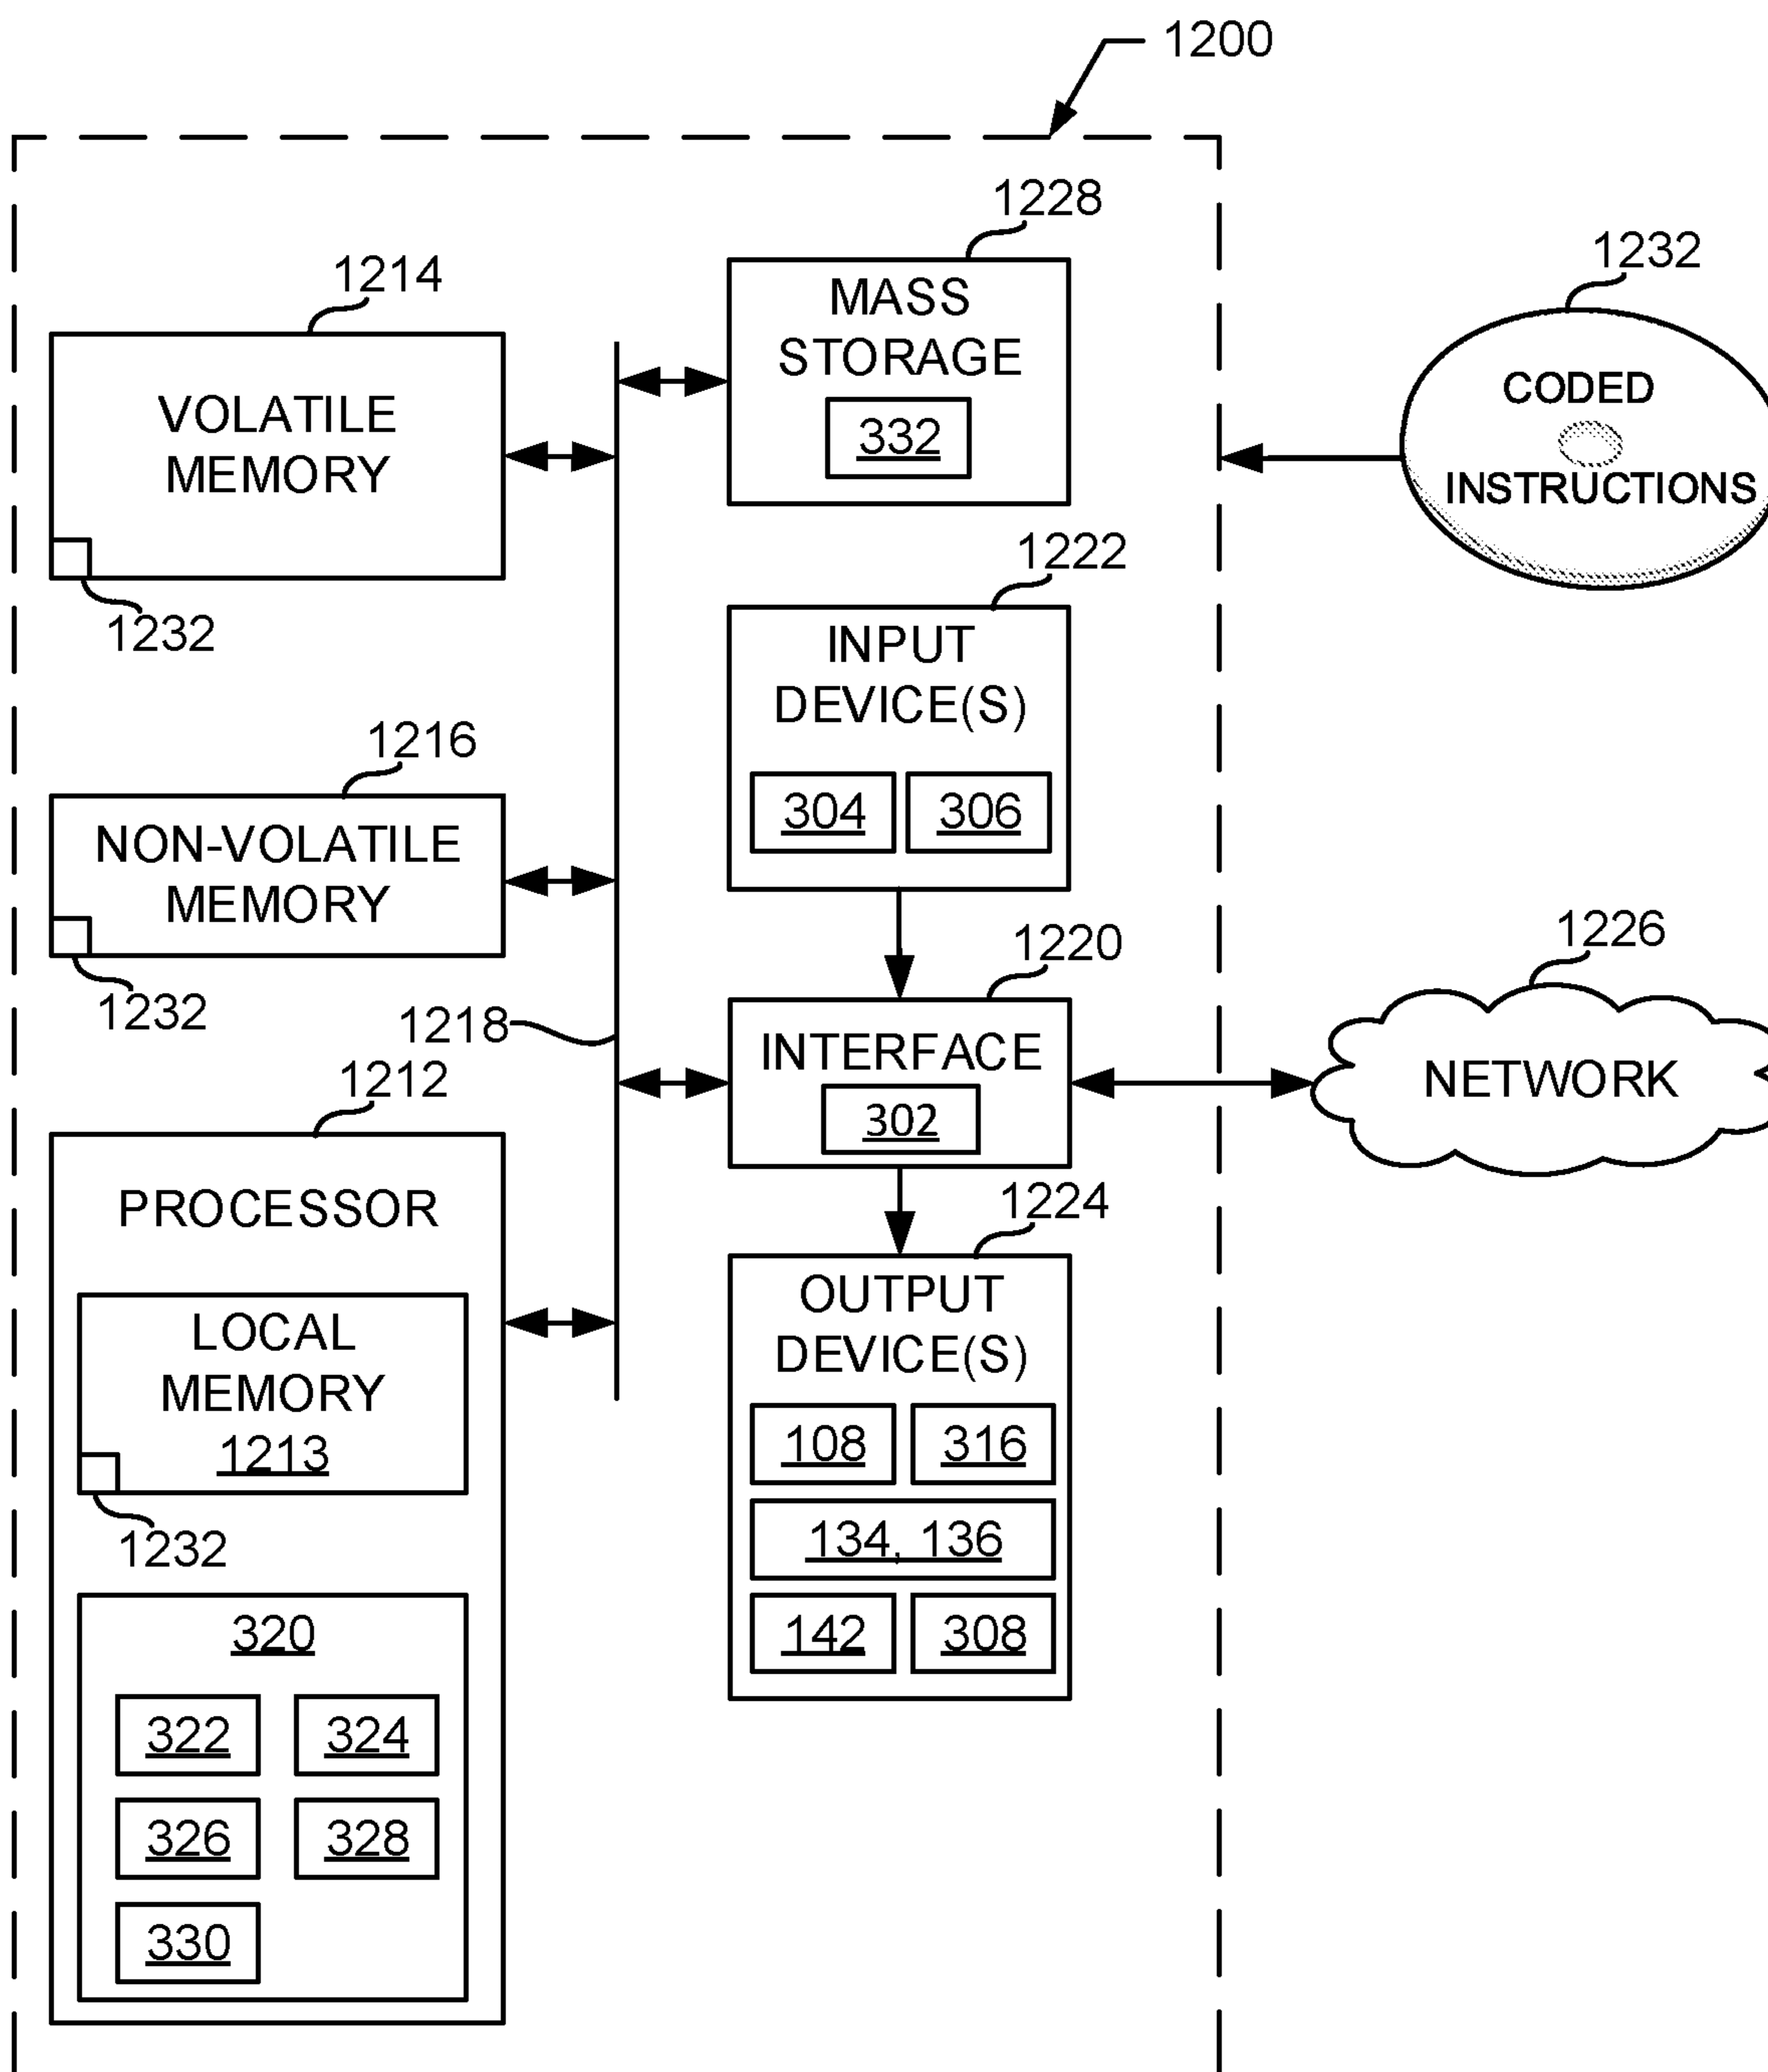 1200
1228
1214
1232
MASS
STORAGE
332
VOLATILE
MEMORY
CODED
INSTRUCTIONS
1232
1222
INPUT
DEVICE(S)
304 306
1216
NON-VOLATILE
MEMORY
1232
1220
1226
1218
INTERFACE
302
NETWORK
1212
PROCESSOR
1224
LOCAL
MEMORY
1213
1232
OUTPUT
DEVICE(S)
108 316
134, 136
142 308
320
322 324
326 328
330